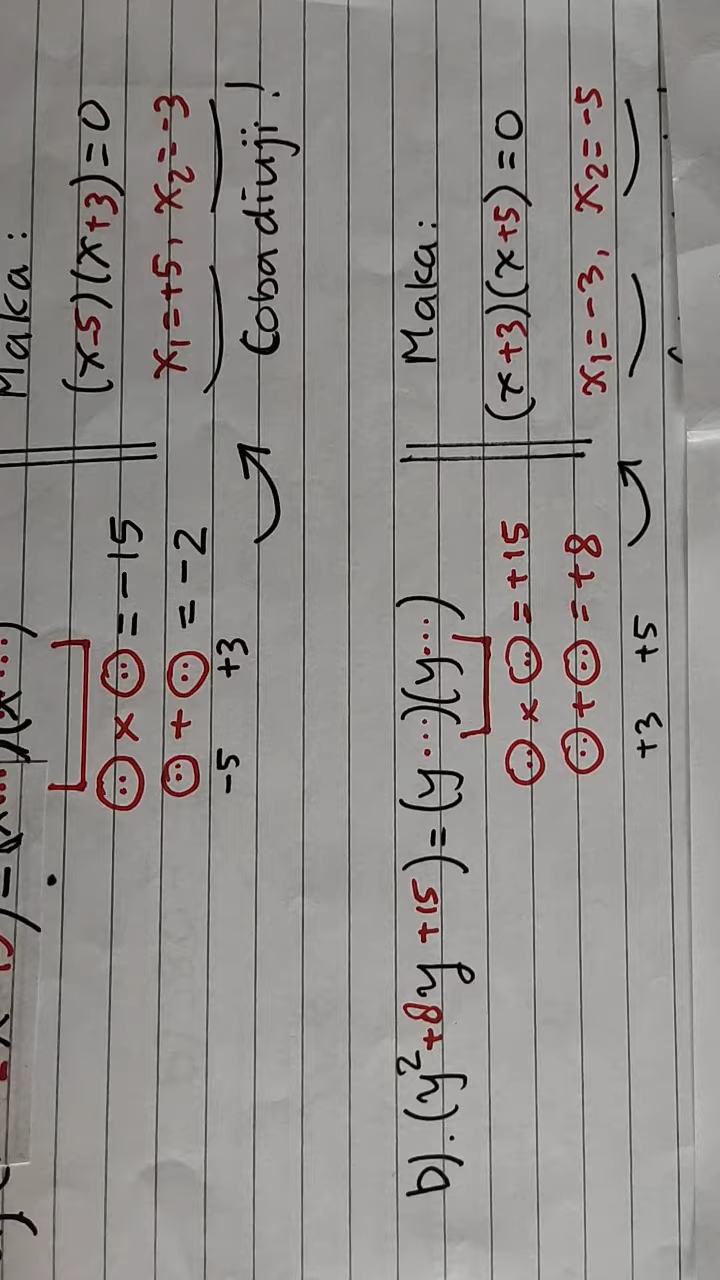 Maka :
(x-5)(x+3)=0
x₁=+5, x₂=-3
Coba diuji !
x =-15
+ =-2
-5 +3
b). (y²+8y+15)=(y...)(y...)
x =+15
+ =+8
+3 +5
Maka:
(x+3)(x+5)=0
x₁=-3, x₂=-5